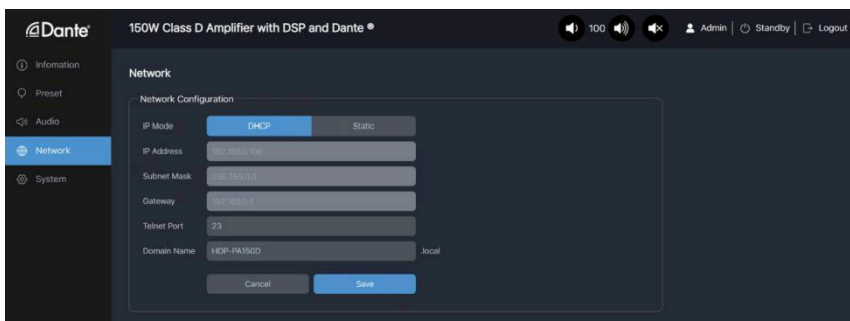 Dante®
150W Class D Amplifier with DSP and Dante ®
100
Admin | Standby | Logout
Infomation
Preset
Audio
Network
System
Network
Network Configuration
IP Mode DHCP Static
IP Address 192.168.0.100
Subnet Mask 255.255.0.0
Gateway 192.168.0.1
Telnet Port 23
Domain Name HDP-PA150D .local
Cancel Save